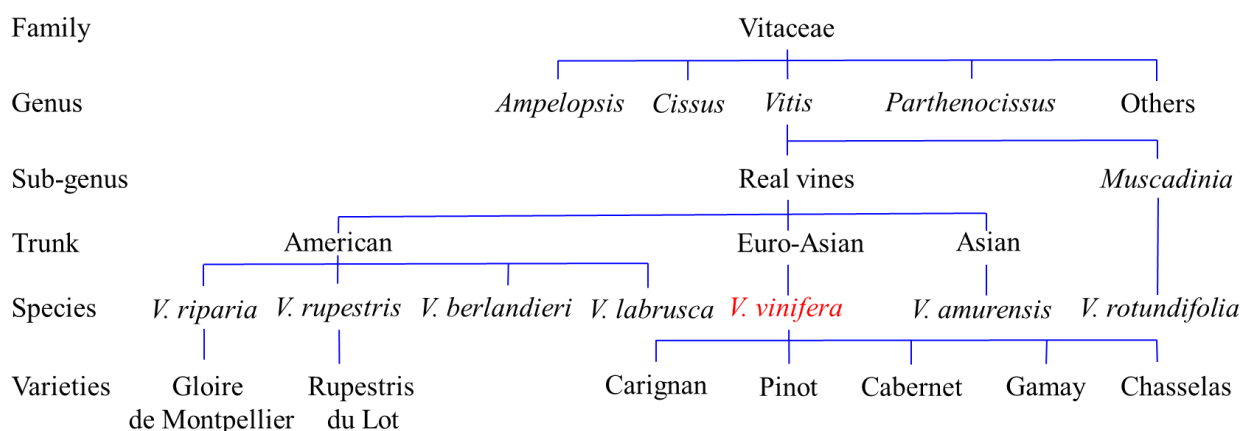 Family Vitaceae
Genus Ampelopsis Cissus Vitis Parthenocissus Others
Sub-genus Real vines Muscadinia
Trunk American Euro-Asian Asian
Species V. riparia V. rupestris V. berlandieri V. labrusca V. vinifera V. amurensis V. rotundifolia
Varieties Gloire Rupestris Carignan Pinot Cabernet Gamay Chasselas
de Montpellier du Lot